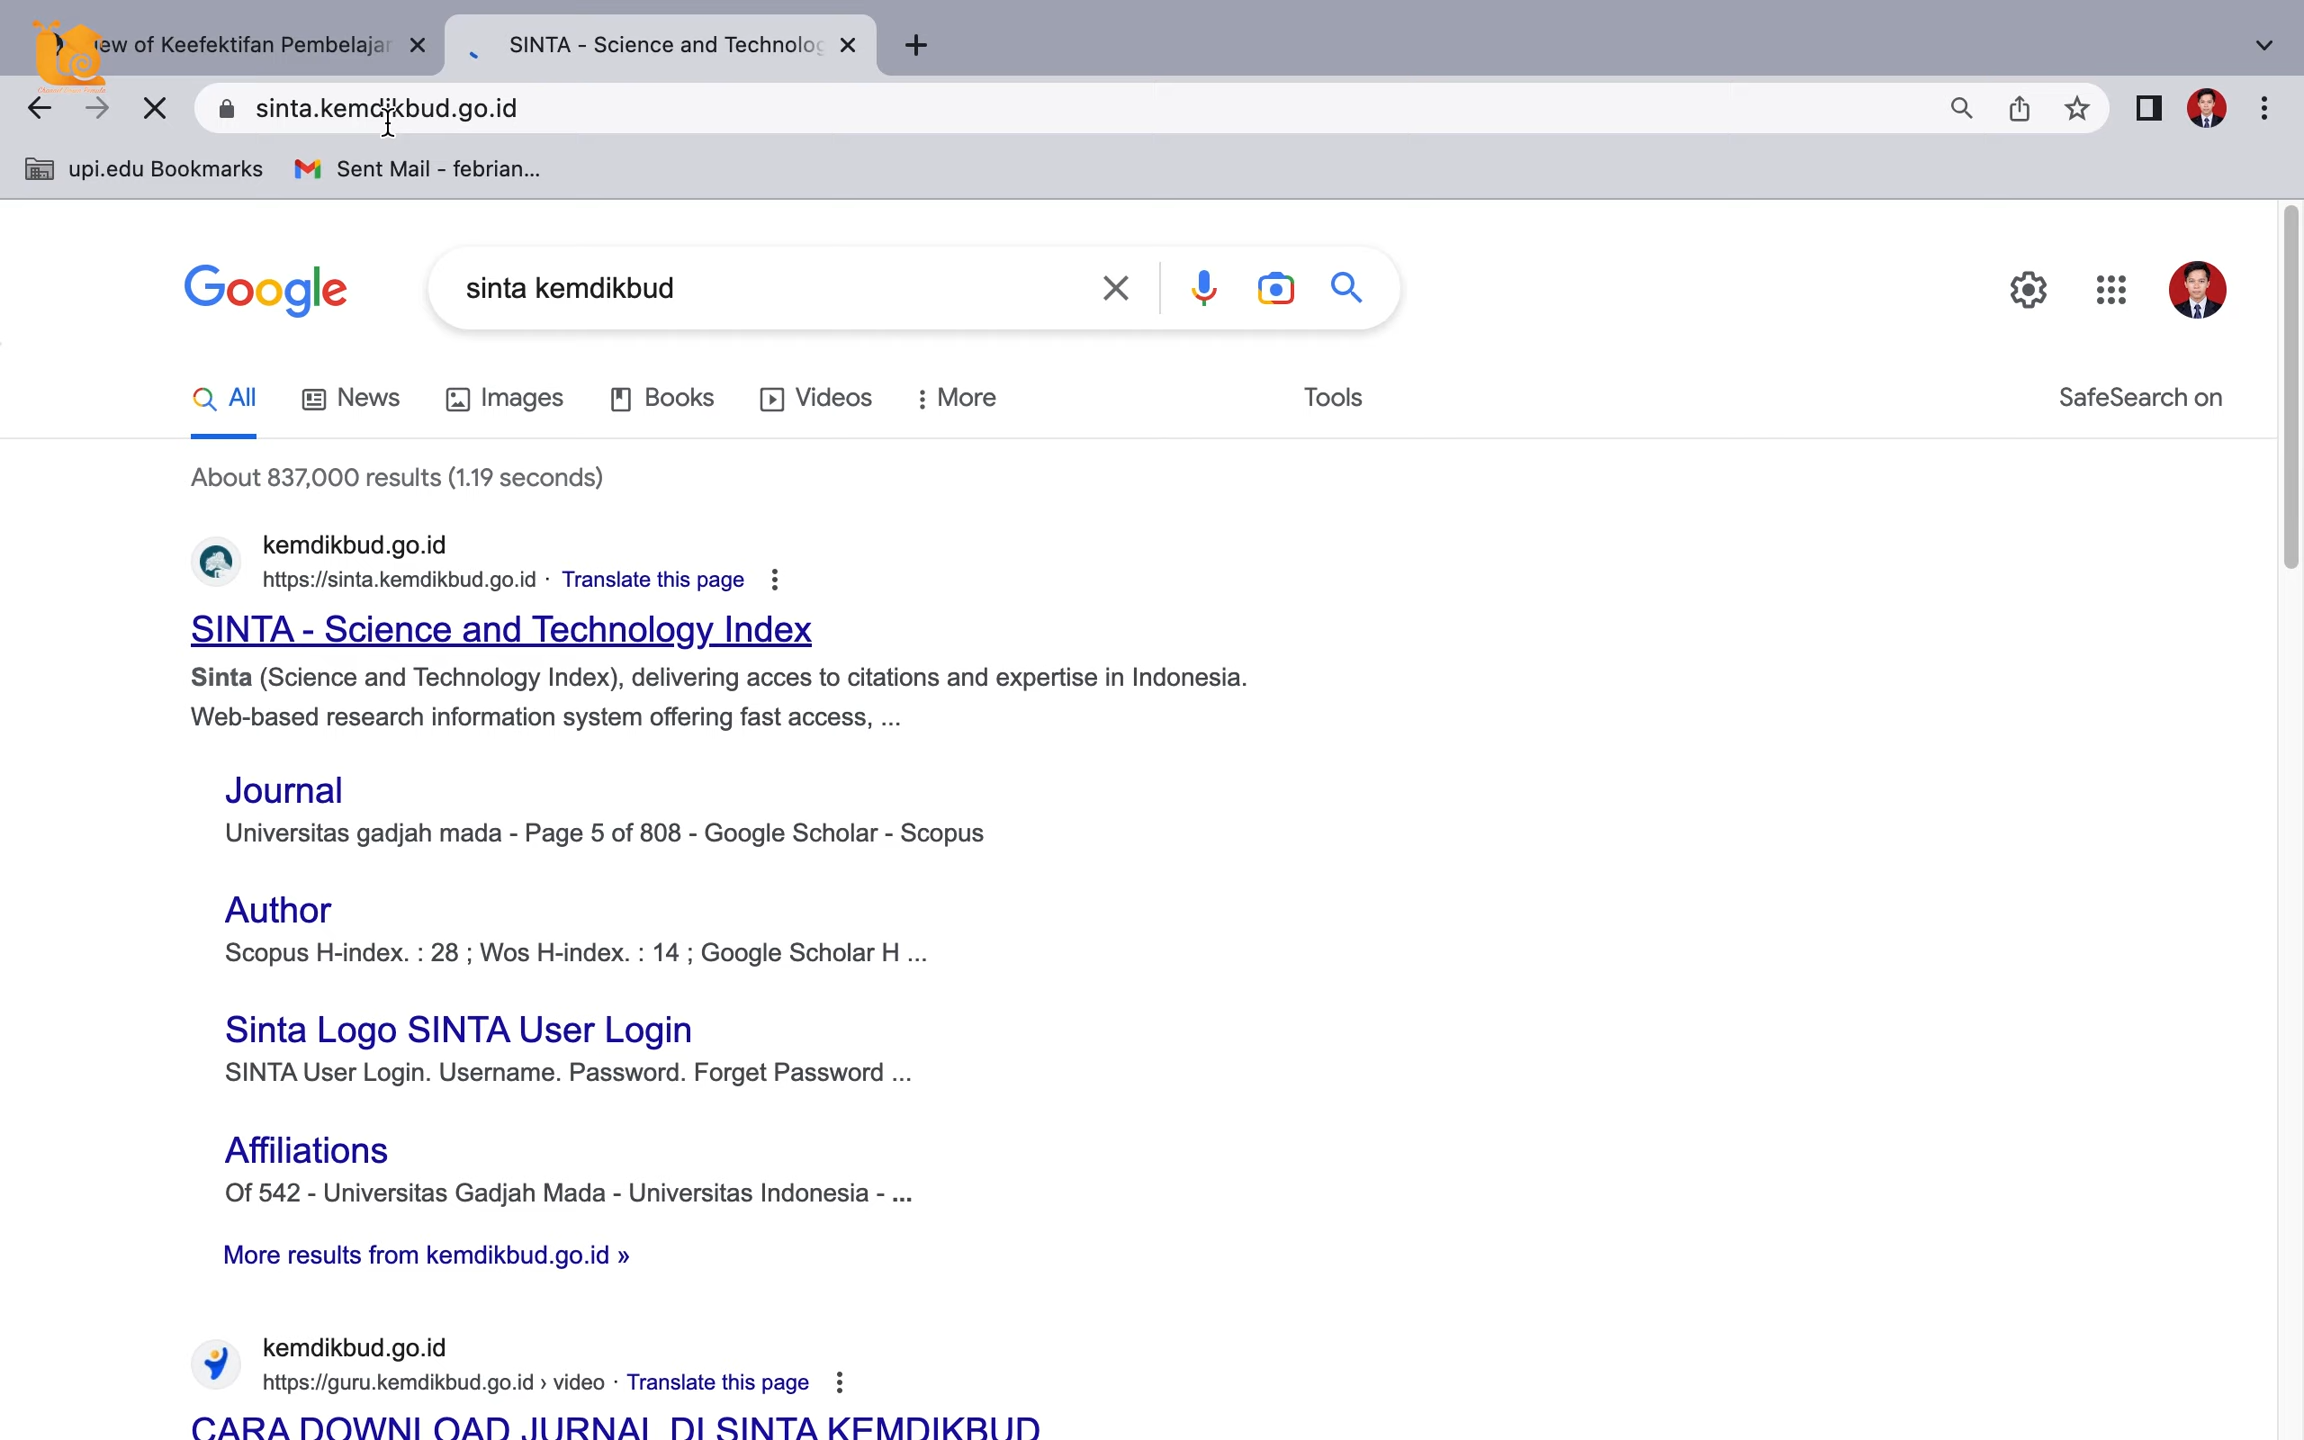 ew of Keefektifan Pembelajar
SINTA - Science and Technolog
sinta.kemdikbud.go.id
upi.edu Bookmarks
Sent Mail - febrian...
Google
sinta kemdikbud
All
News
Images
Books
Videos
More
Tools
SafeSearch on
About 837,000 results (1.19 seconds)
kemdikbud.go.id
https://sinta.kemdikbud.go.id · Translate this page
SINTA - Science and Technology Index
Sinta (Science and Technology Index), delivering acces to citations and expertise in Indonesia.
Web-based research information system offering fast access, ...
Journal
Universitas gadjah mada - Page 5 of 808 - Google Scholar - Scopus
Author
Scopus H-index. : 28 ; Wos H-index. : 14 ; Google Scholar H ...
Sinta Logo SINTA User Login
SINTA User Login. Username. Password. Forget Password ...
Affiliations
Of 542 - Universitas Gadjah Mada - Universitas Indonesia - ...
More results from kemdikbud.go.id »
kemdikbud.go.id
https://guru.kemdikbud.go.id › video · Translate this page
CARA DOWNLOAD JURNAL DI SINTA KEMDIKBUD